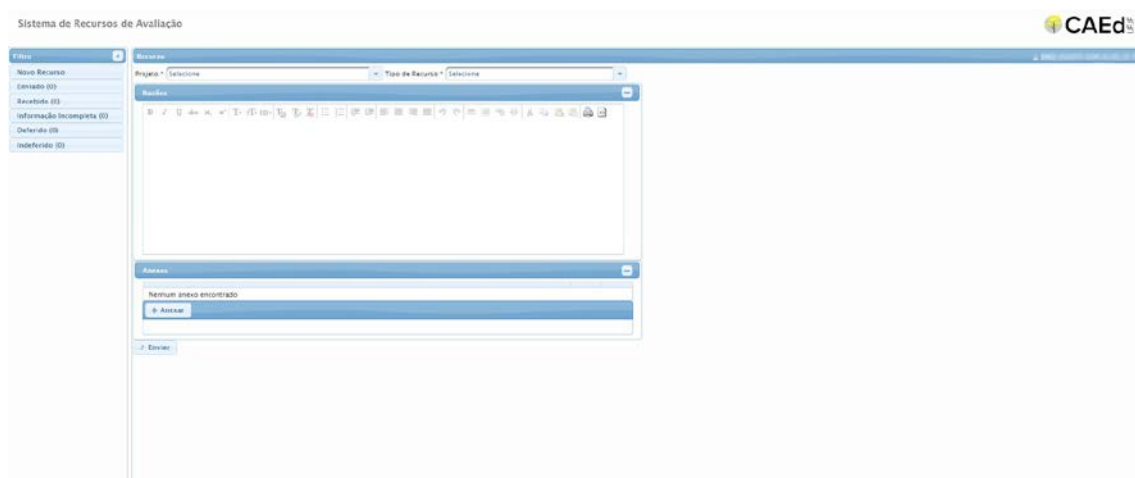 Sistema de Recursos de Avaliação
CAEd
Filtro
Novo Recurso
Enviado (0)
Recebido (0)
Informação Incompleta (0)
Deferido (0)
Indeferido (0)
Recurso
Projeto * Selecione
Tipo de Recurso * Selecione
Razões
Anexos
Nenhum anexo encontrado
Anexar
Enviar